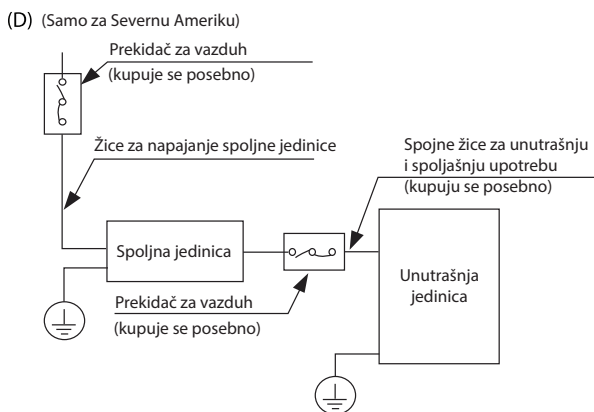 (D) (Samo za Severnu Ameriku)
Prekidač za vazduh
(kupuje se posebno)
Žice za napajanje spoljne jedinice
Spojne žice za unutrašnju
i spoljašnju upotrebu
(kupuju se posebno)
Spoljna jedinica
Unutrašnja
jedinica
Prekidač za vazduh
(kupuje se posebno)